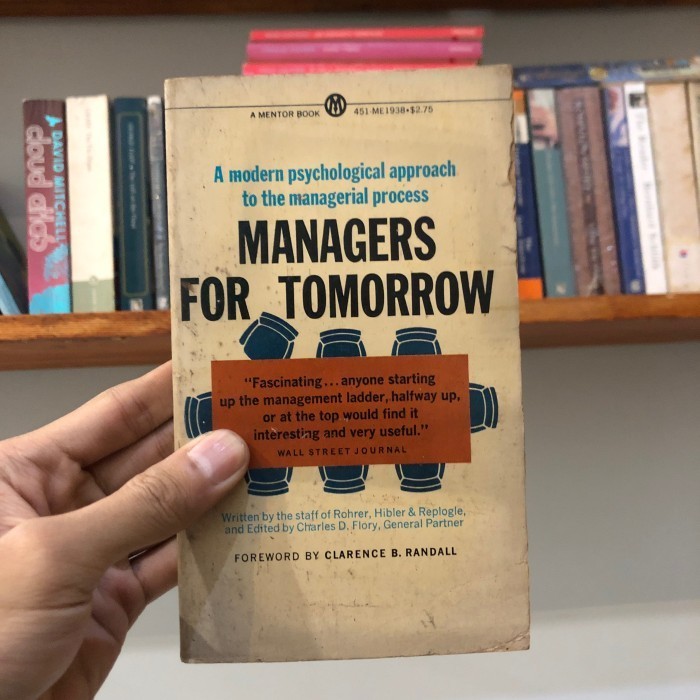 A MENTOR BOOK M 451-ME1938•$2.75
A modern psychological approach
to the managerial process
MANAGERS
FOR TOMORROW
"Fascinating...anyone starting
up the management ladder, halfway up,
or at the top would find it
interesting and very useful."
WALL STREET JOURNAL
Written by the staff of Rohrer, Hibler & Replogle,
and Edited by Charles D. Flory, General Partner
FOREWORD BY CLARENCE B. RANDALL
cloud atlas
DAVID MITCHELL